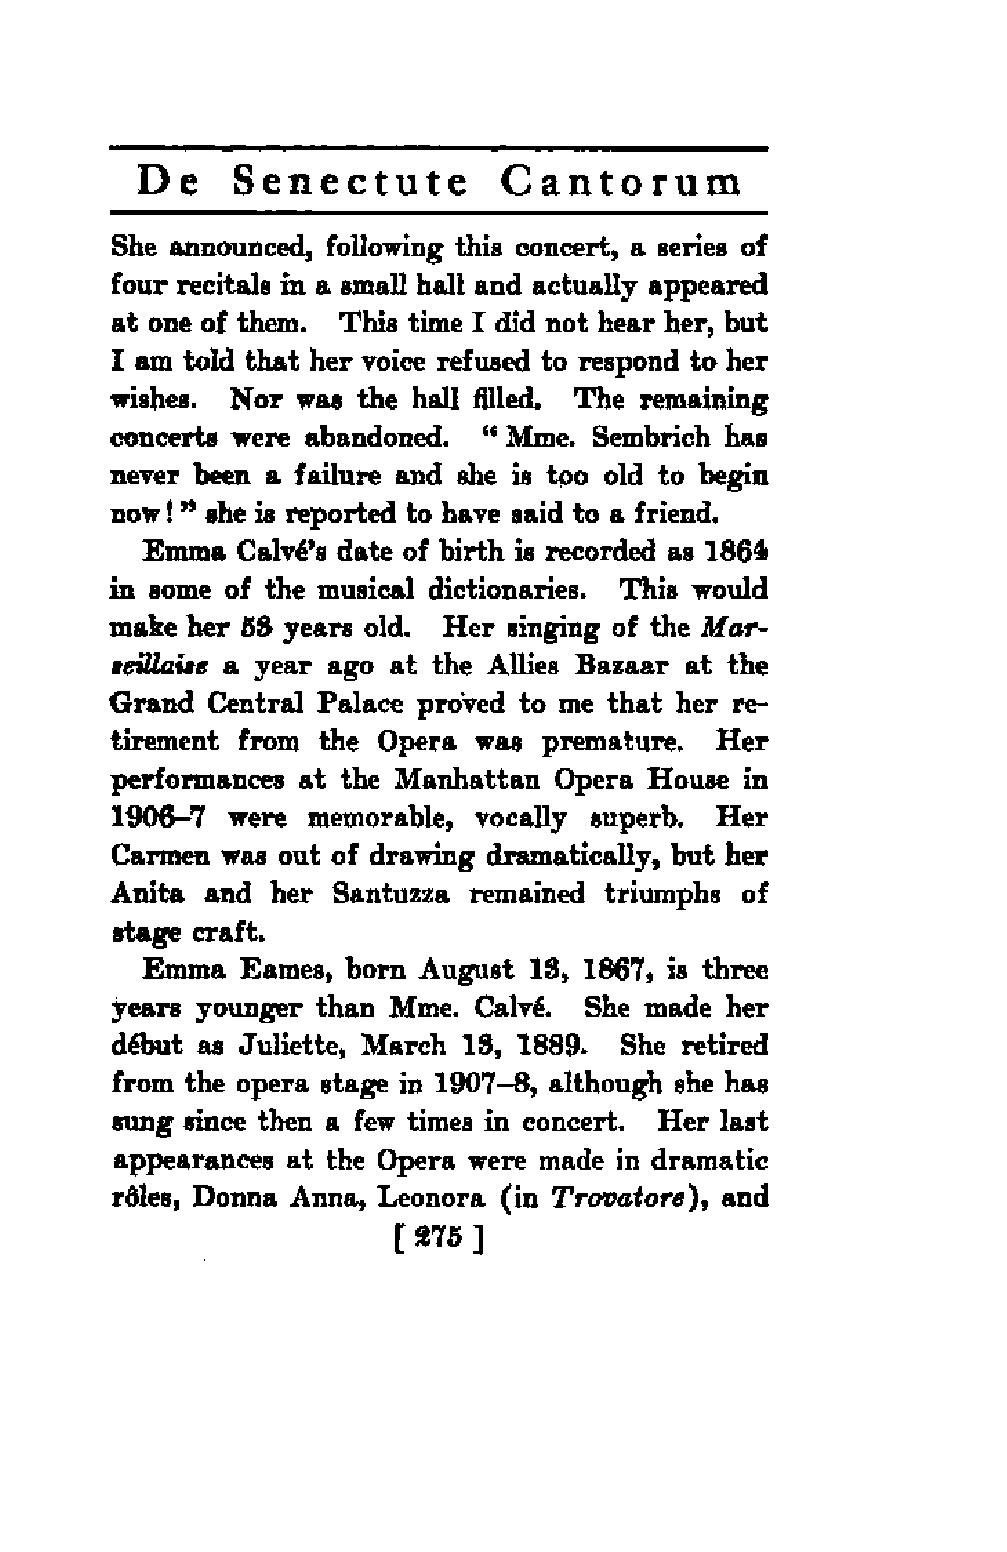 De Senectute Cantorum
She announced, following this concert, a series of
four recitals in a small hall and actually appeared
at one of them. This time I did not hear her, but
I am told that her voice refused to respond to her
wishes. Nor was the hall filled. The remaining
concerts were abandoned. “ Mme. Sembrich has
never been a failure and she is too old to begin
now! ” she is reported to have said to a friend.
Emma Calvé’s date of birth is recorded as 1864
in some of the musical dictionaries. This would
make her 53 years old. Her singing of the Mar-
seillaise a year ago at the Allies Bazaar at the
Grand Central Palace proved to me that her re-
tirement from the Opera was premature. Her
performances at the Manhattan Opera House in
1906–7 were memorable, vocally superb. Her
Carmen was out of drawing dramatically, but her
Anita and her Santuzza remained triumphs of
stage craft.
Emma Eames, born August 13, 1867, is three
years younger than Mme. Calvé. She made her
début as Juliette, March 13, 1889. She retired
from the opera stage in 1907–8, although she has
sung since then a few times in concert. Her last
appearances at the Opera were made in dramatic
rôles, Donna Anna, Leonora (in Trovatore), and
[ 275 ]